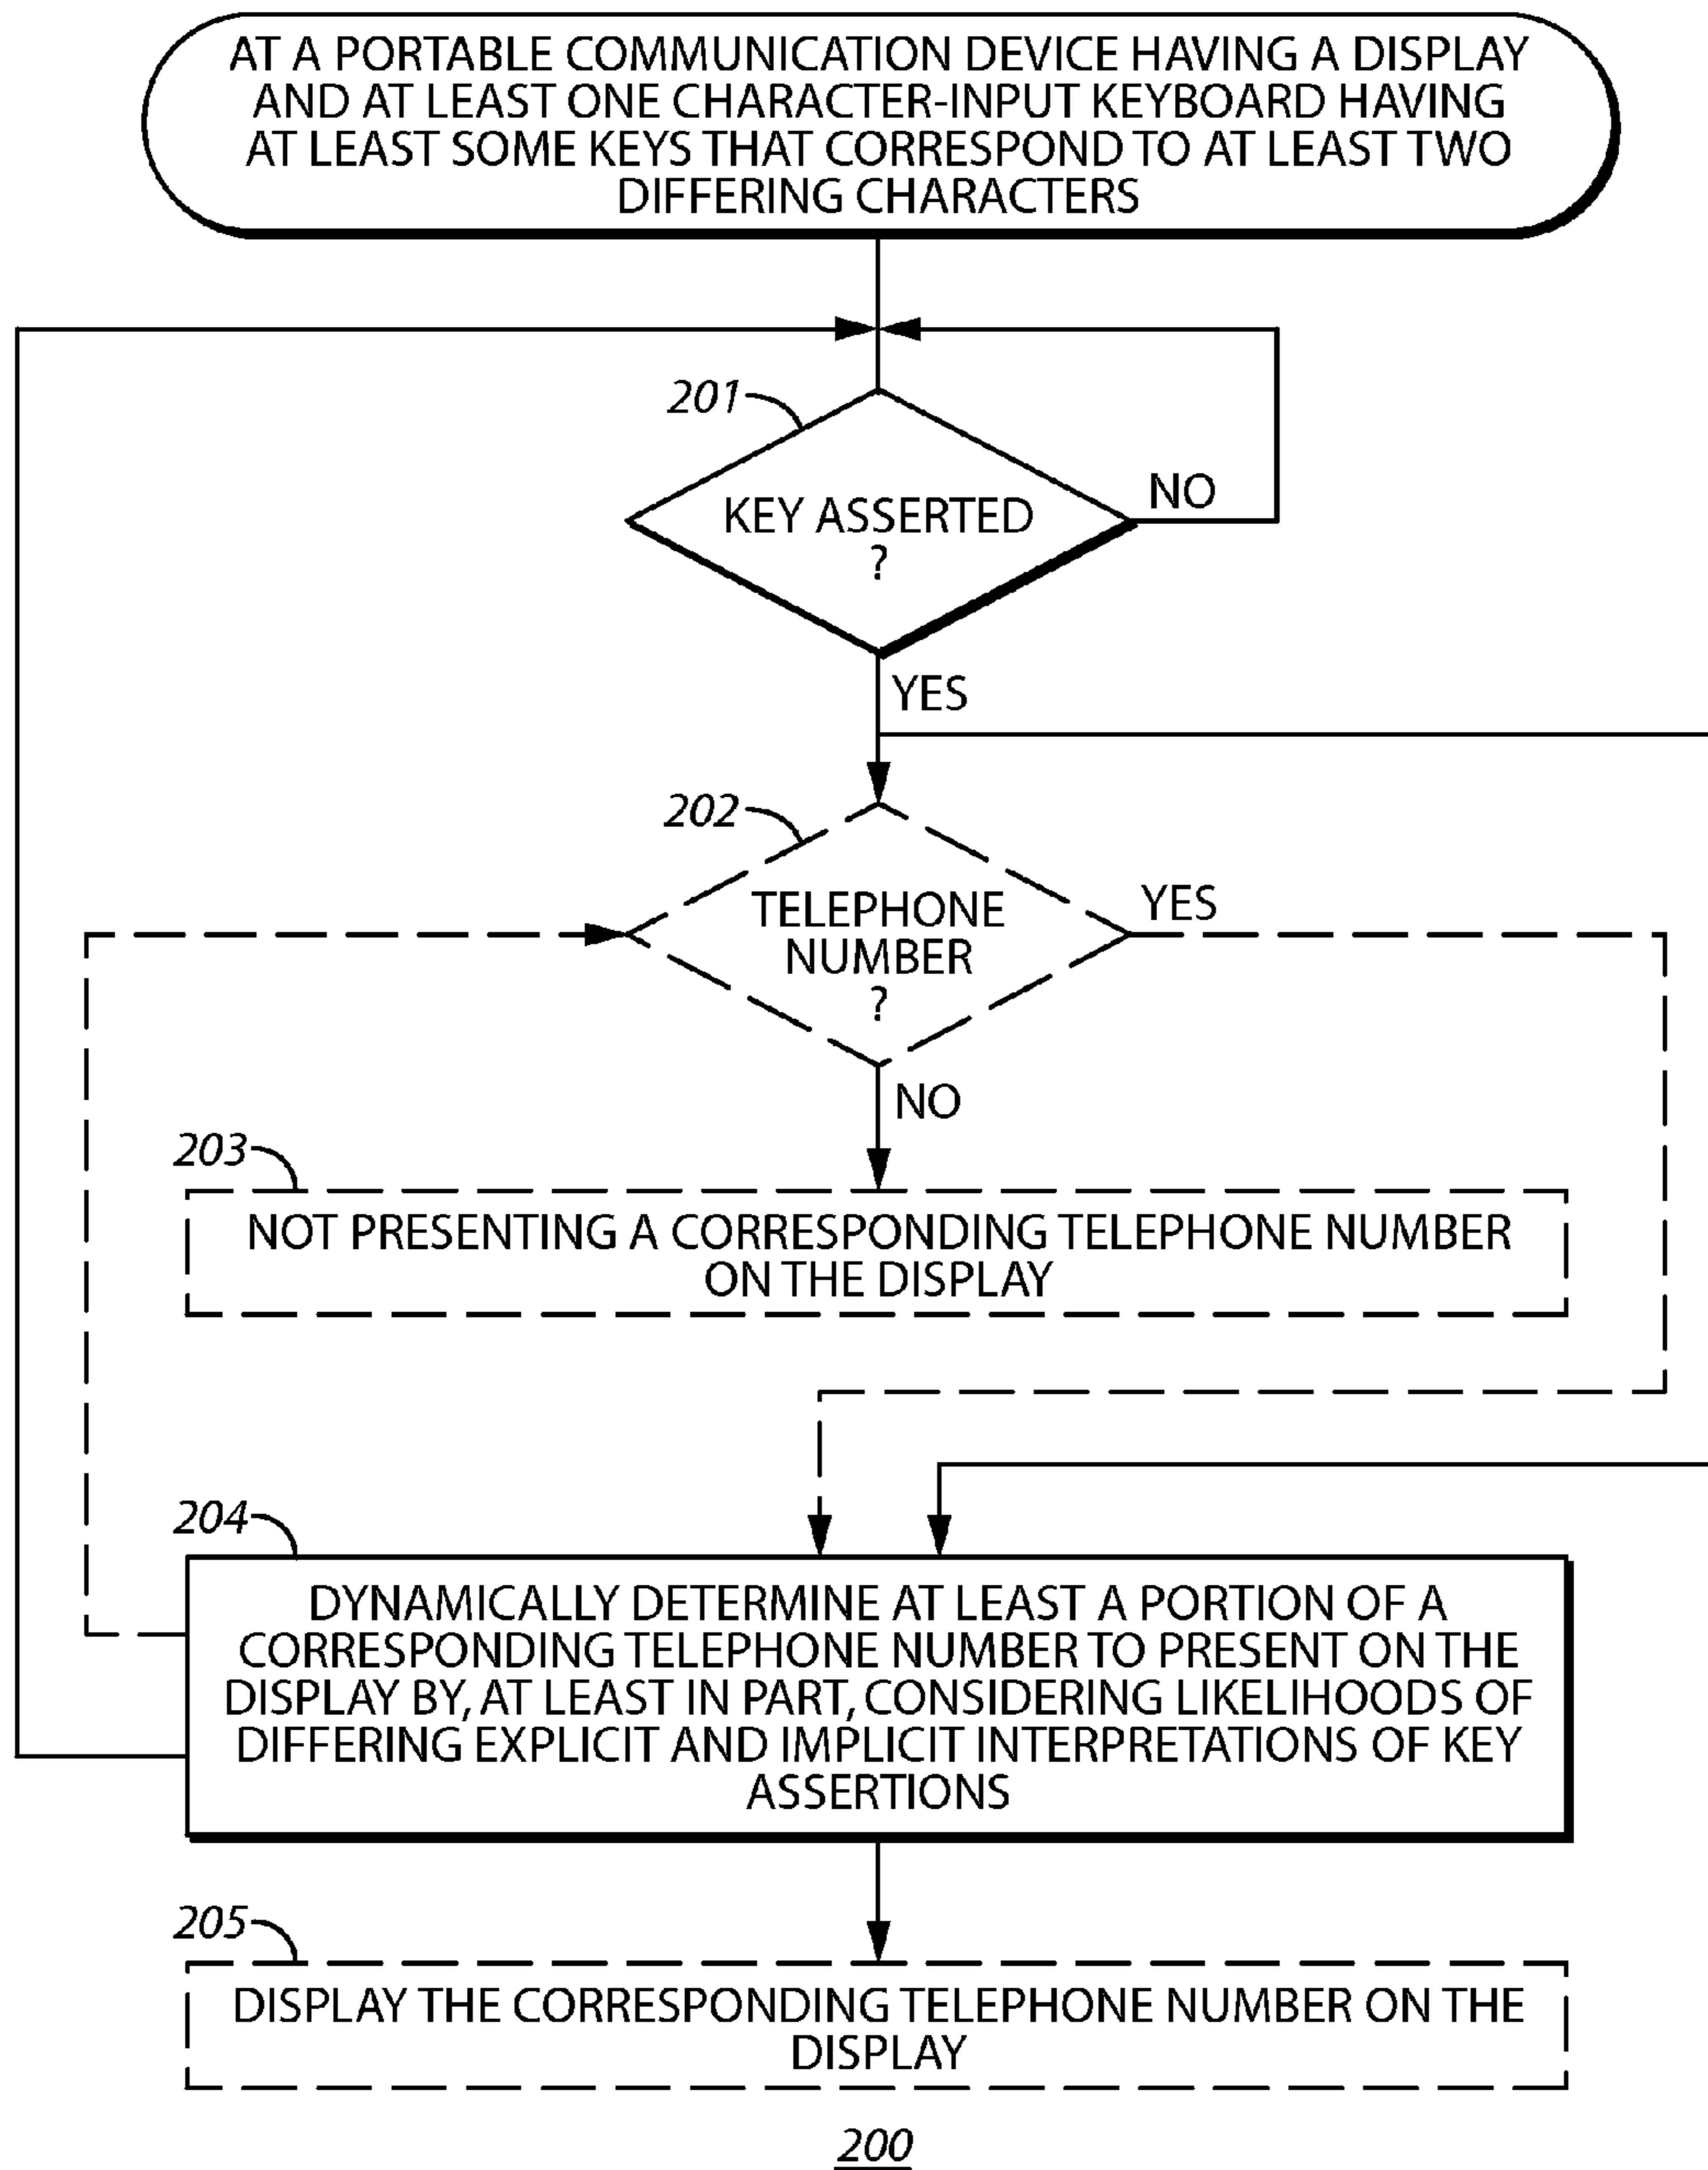 AT A PORTABLE COMMUNICATION DEVICE HAVING A DISPLAY
AND AT LEAST ONE CHARACTER-INPUT KEYBOARD HAVING
AT LEAST SOME KEYS THAT CORRESPOND TO AT LEAST TWO
DIFFERING CHARACTERS
201
KEY ASSERTED
?
NO
YES
202
TELEPHONE
NUMBER
?
YES
NO
203
NOT PRESENTING A CORRESPONDING TELEPHONE NUMBER
ON THE DISPLAY
204
DYNAMICALLY DETERMINE AT LEAST A PORTION OF A
CORRESPONDING TELEPHONE NUMBER TO PRESENT ON THE
DISPLAY BY, AT LEAST IN PART, CONSIDERING LIKELIHOODS OF
DIFFERING EXPLICIT AND IMPLICIT INTERPRETATIONS OF KEY
ASSERTIONS
205
DISPLAY THE CORRESPONDING TELEPHONE NUMBER ON THE
DISPLAY
200